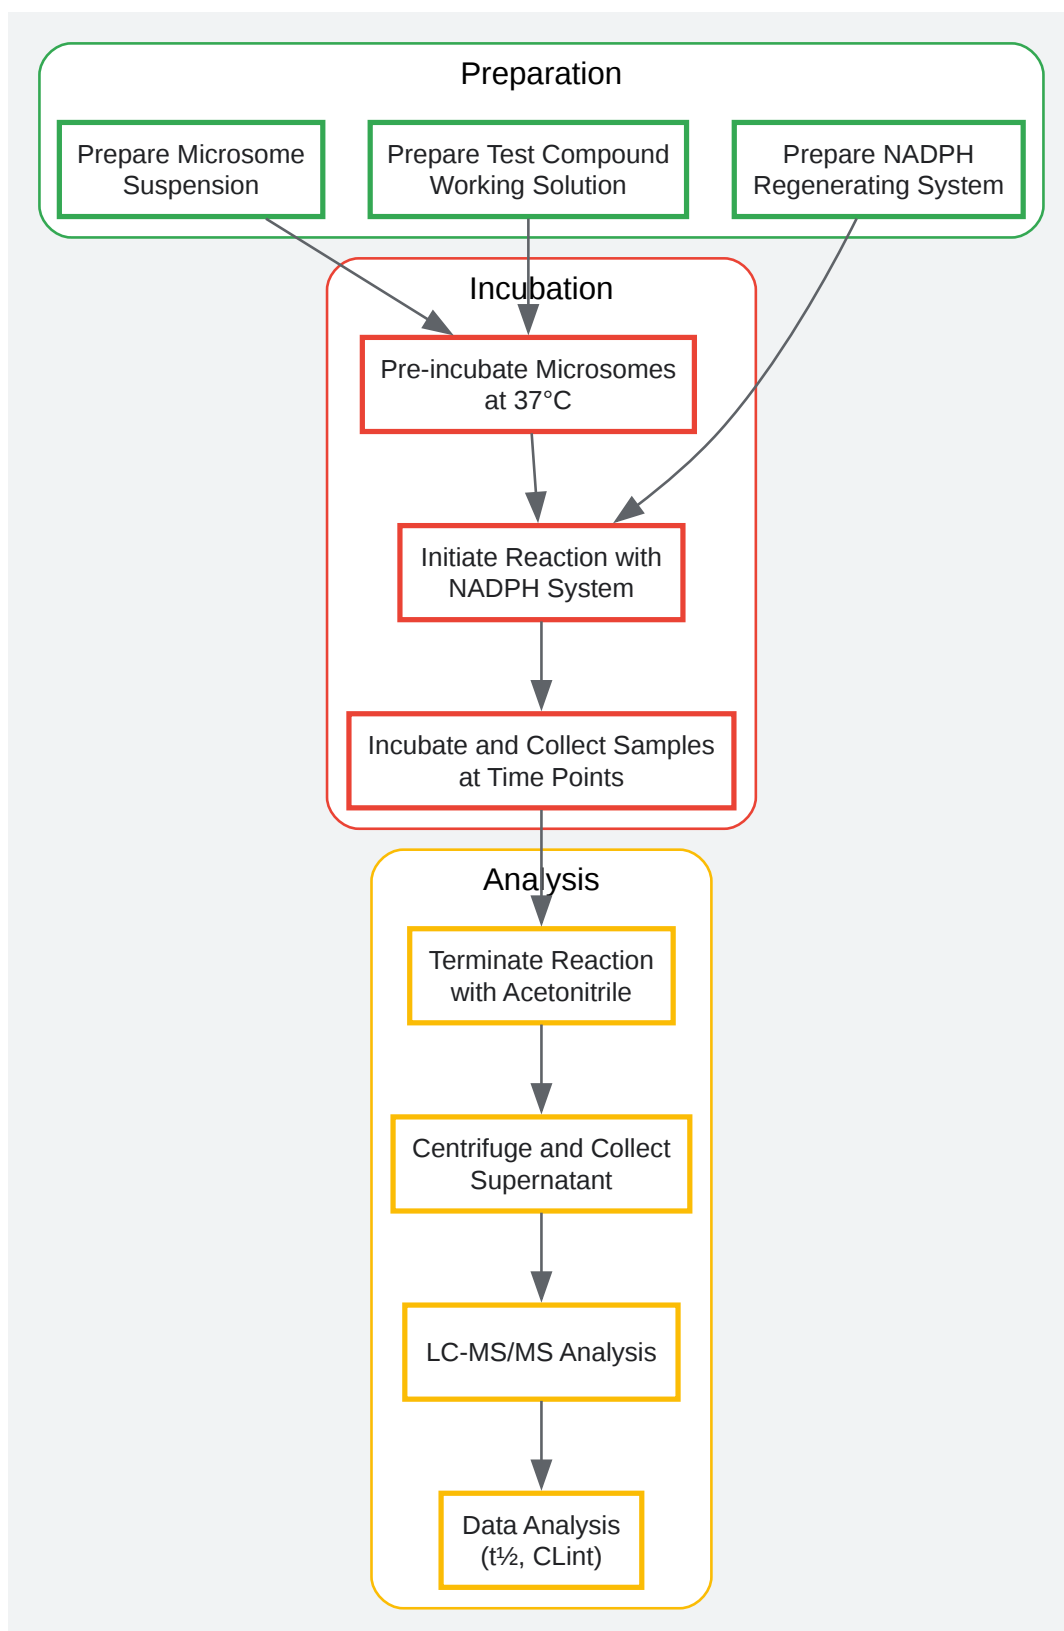 Preparation
Prepare Microsome
Suspension
Prepare Test Compound
Working Solution
Prepare NADPH
Regenerating System
Incubation
Pre-incubate Microsomes
at 37°C
Initiate Reaction with
NADPH System
Incubate and Collect Samples
at Time Points
Analysis
Terminate Reaction
with Acetonitrile
Centrifuge and Collect
Supernatant
LC-MS/MS Analysis
Data Analysis
(t½, CLint)